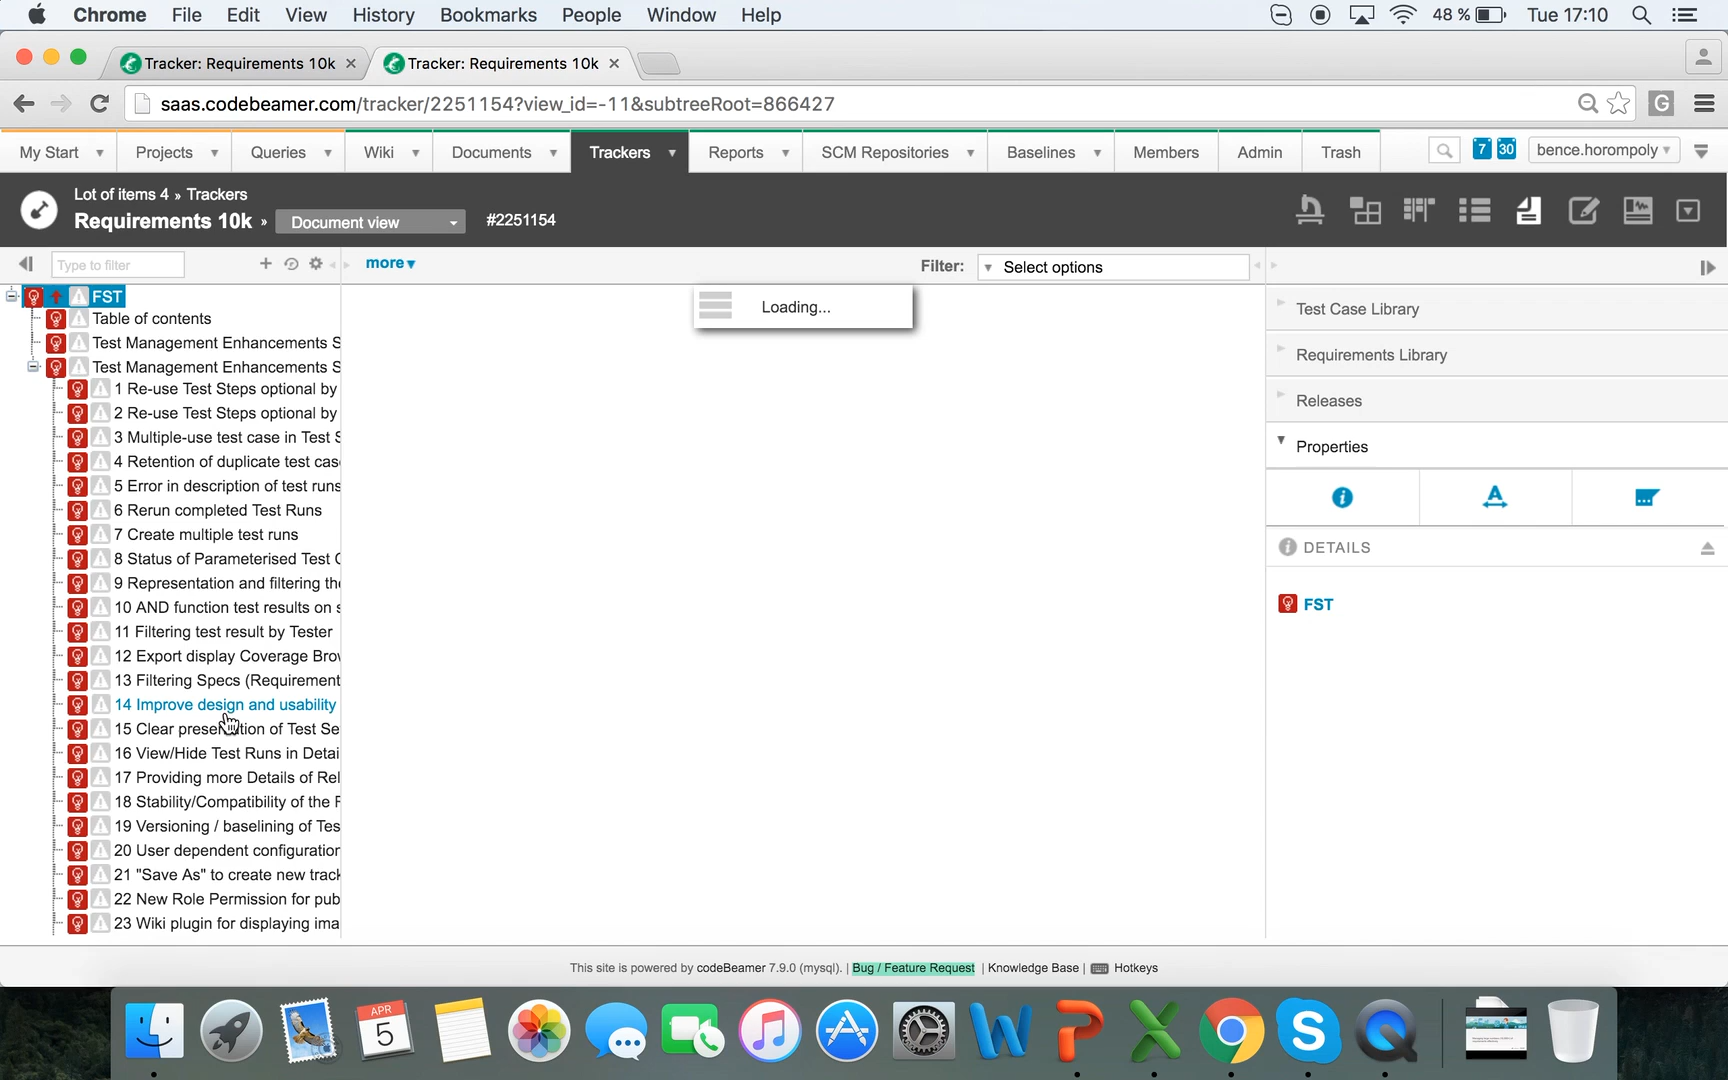 Chrome File Edit View History Bookmarks People Window Help 48 % Tue 17:10
Tracker: Requirements 10k Tracker: Requirements 10k
saas.codebeamer.com/tracker/2251154?view_id=-11&subtreeRoot=866427 G
My Start Projects Queries Wiki Documents Trackers Reports SCM Repositories Baselines Members Admin Trash 7 30 bence.horompoly
Lot of items 4 » Trackers
Requirements 10k » Document view #2251154
Type to filter more Filter: Select options
Loading...
FST
Table of contents
Test Management Enhancements S
Test Management Enhancements S
1 Re-use Test Steps optional by
2 Re-use Test Steps optional by
3 Multiple-use test case in Test S
4 Retention of duplicate test cas
5 Error in description of test runs
6 Rerun completed Test Runs
7 Create multiple test runs
8 Status of Parameterised Test C
9 Representation and filtering th
10 AND function test results on s
11 Filtering test result by Tester
12 Export display Coverage Bro
13 Filtering Specs (Requirement
14 Improve design and usability
15 Clear presentation of Test Se
16 View/Hide Test Runs in Detai
17 Providing more Details of Rel
18 Stability/Compatibility of the F
19 Versioning / baselining of Tes
20 User dependent configuration
21 "Save As" to create new track
22 New Role Permission for pub
23 Wiki plugin for displaying ima
Test Case Library
Requirements Library
Releases
Properties
DETAILS
FST
This site is powered by codeBeamer 7.9.0 (mysql). | Bug / Feature Request | Knowledge Base | Hotkeys
APR
5